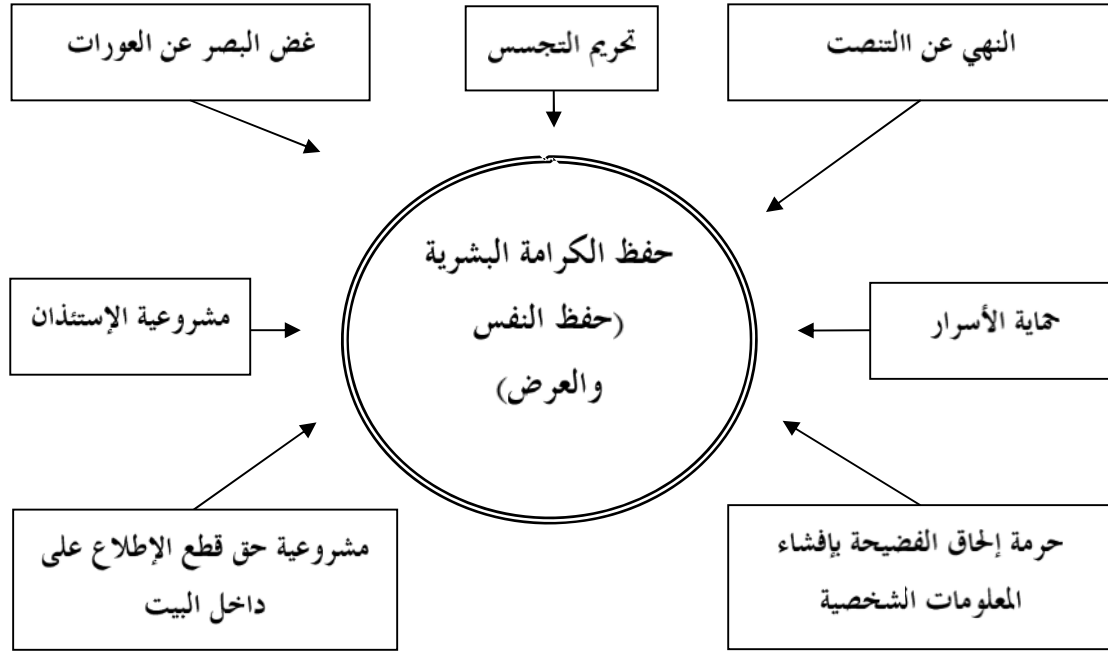 النهي عن االتنصت
تحريم التجسس
غض البصر عن العورات
حفظ الكرامة البشرية
(حفظ النفس
والعرض)
حماية الأسرار
مشروعية الإستئذان
حرمة إلحاق الفضيحة بإفشاء
المعلومات الشخصية
مشروعية حق قطع الإطلاع على
داخل البيت